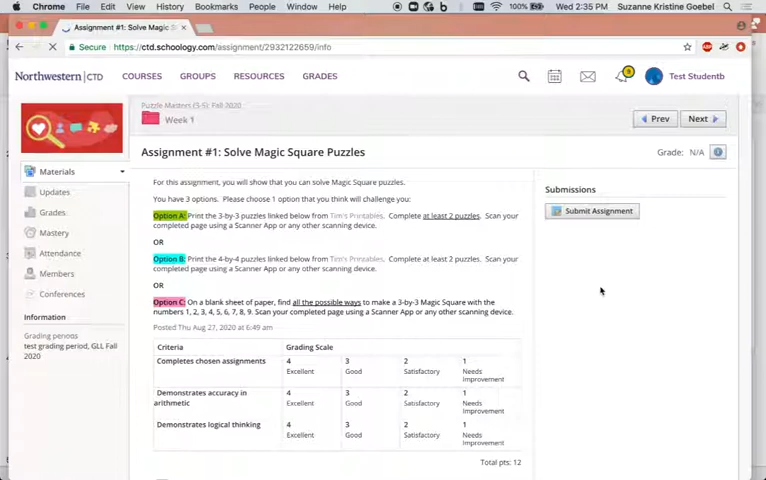 Chrome File Edit View History Bookmarks People Window Help 100% Wed 2:35 PM Suzanne Kristine Goebel
Assignment #1: Solve Magic S
Secure https://ctd.schoology.com/assignment/2932122659/info
Northwestern | CTD COURSES GROUPS RESOURCES GRADES Test Studentb
Puzzle Masters (3-5): Fall 2020
Week 1
Prev Next
Assignment #1: Solve Magic Square Puzzles
Grade: N/A
Materials
Updates
Grades
Mastery
Attendance
Members
Conferences
Information
Grading periods
test grading period, GLL Fall
2020
For this assignment, you will show that you can solve Magic Square puzzles.
You have 3 options. Please choose 1 option that you think will challenge you:
Option A: Print the 3-by-3 puzzles linked below from Tim's Printables. Complete at least 2 puzzles. Scan your
completed page using a Scanner App or any other scanning device.
OR
Option B: Print the 4-by-4 puzzles linked below from Tim's Printables. Complete at least 2 puzzles. Scan your
completed page using a Scanner App or any other scanning device.
OR
Option C: On a blank sheet of paper, find all the possible ways to make a 3-by-3 Magic Square with the
numbers 1, 2, 3, 4, 5, 6, 7, 8, 9. Scan your completed page using a Scanner App or any other scanning device.
Posted Thu Aug 27, 2020 at 6:49 am
Criteria Grading Scale
Completes chosen assignments 4 3 2 1
Excellent Good Satisfactory Needs
Improvement
Demonstrates accuracy in 4 3 2 1
arithmetic Excellent Good Satisfactory Needs
Improvement
Demonstrates logical thinking 4 3 2 1
Excellent Good Satisfactory Needs
Improvement
Total pts: 12
Submissions
Submit Assignment